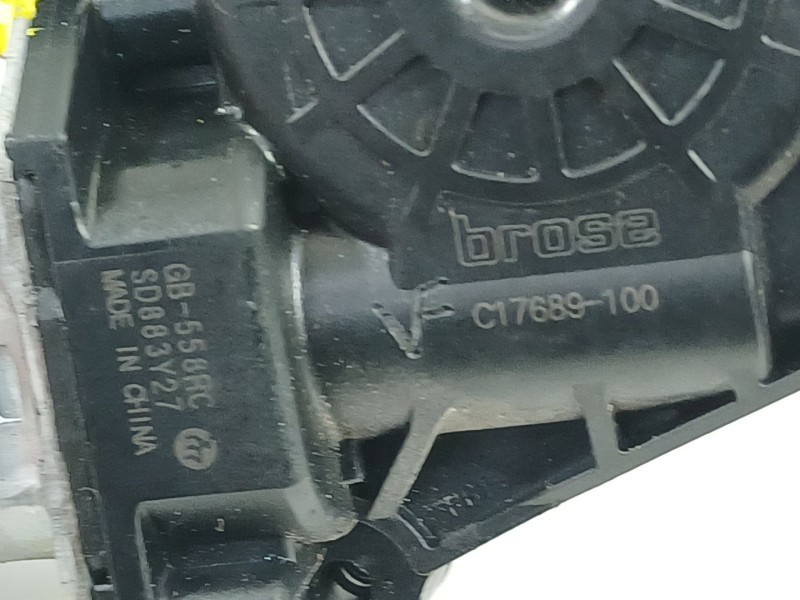 brose
C17689-100
GB-558RC
SD883Y27
MADE IN CHINA